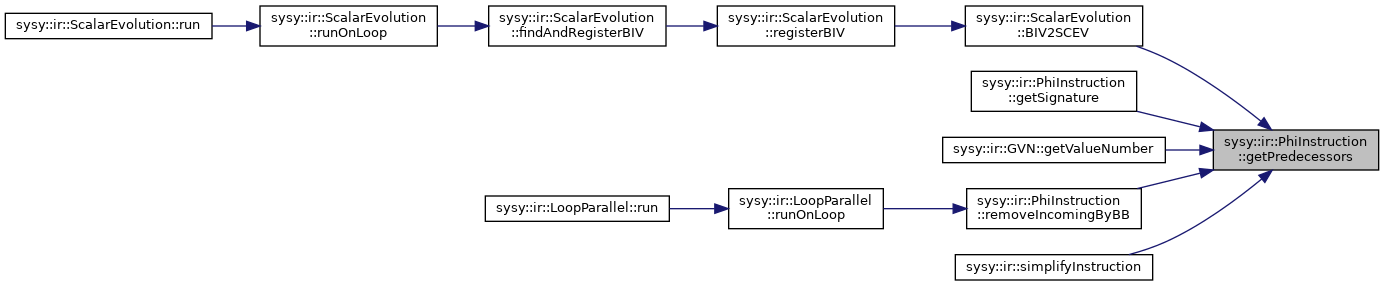 sysy::ir::ScalarEvolution::run
sysy::ir::ScalarEvolution
::runOnLoop
sysy::ir::ScalarEvolution
::findAndRegisterBIV
sysy::ir::ScalarEvolution
::registerBIV
sysy::ir::ScalarEvolution
::BIV2SCEV
sysy::ir::PhiInstruction
::getSignature
sysy::ir::GVN::getValueNumber
sysy::ir::PhiInstruction
::getPredecessors
sysy::ir::LoopParallel::run
sysy::ir::LoopParallel
::runOnLoop
sysy::ir::PhiInstruction
::removeIncomingByBB
sysy::ir::simplifyInstruction